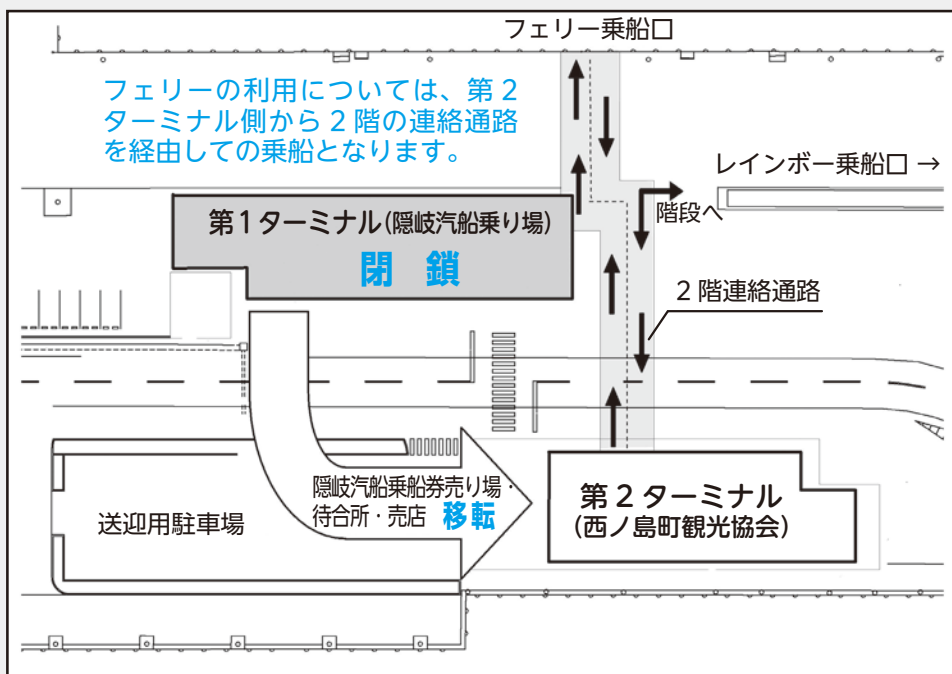 フェリー乗船口
フェリーの利用については、第２
ターミナル側から２階の連絡通路
を経由しての乗船となります。
レインボー乗船口 →
階段へ
第１ターミナル(隠岐汽船乗り場)
閉 鎖
２階連絡通路
隠岐汽船乗船券売り場・
待合所・売店 移転
送迎用駐車場
第２ターミナル
(西ノ島町観光協会)